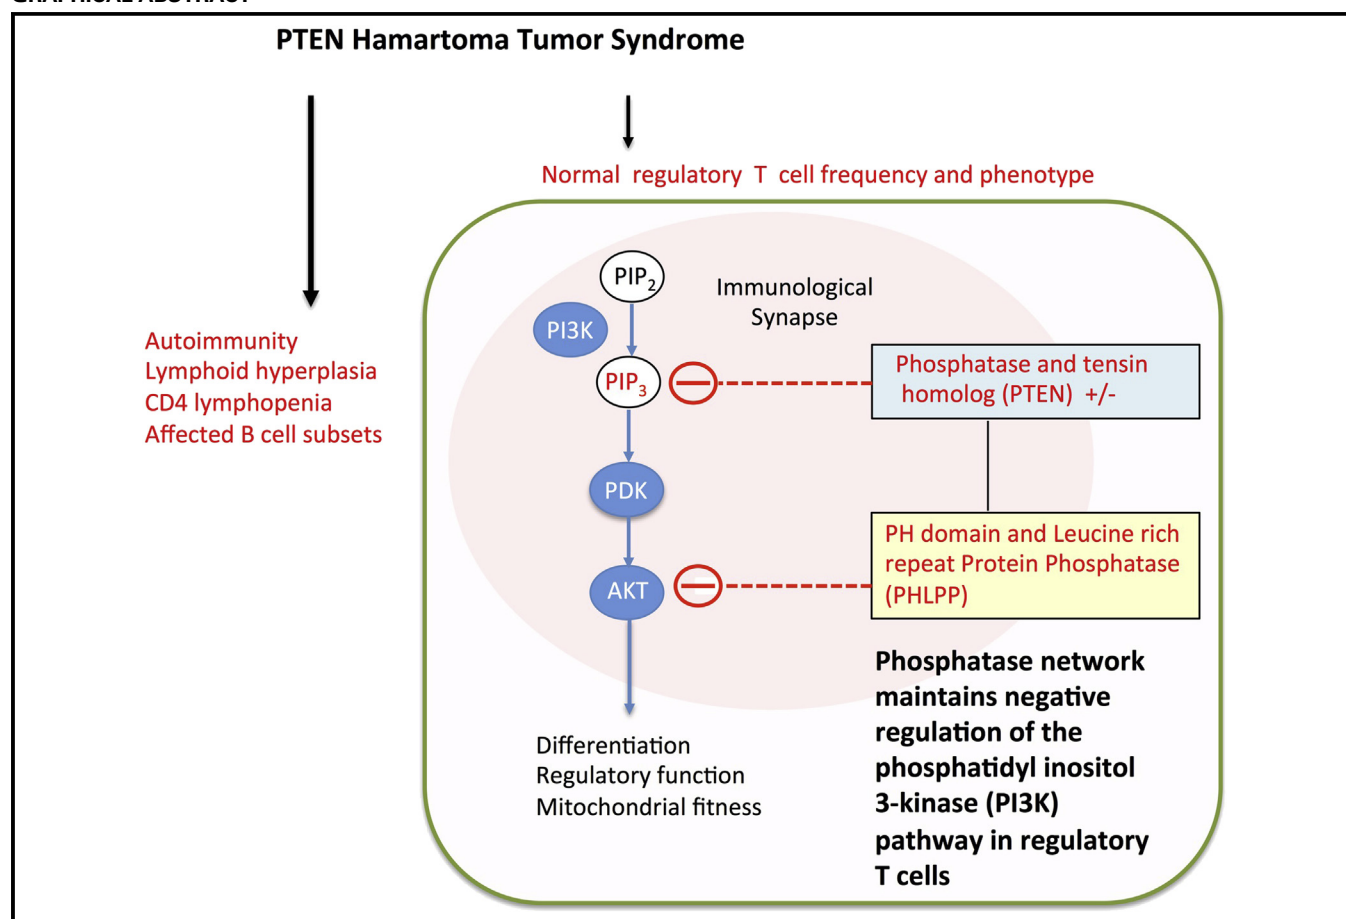 GRAPHICAL ABSTRACT
PTEN Hamartoma Tumor Syndrome
Normal regulatory T cell frequency and phenotype
Autoimmunity
Lymphoid hyperplasia
CD4 lymphopenia
Affected B cell subsets
PIP2
PI3K
PIP3
PDK
AKT
Immunological
Synapse
Phosphatase and tensin
homolog (PTEN) +/-
PH domain and Leucine rich
repeat Protein Phosphatase
(PHLPP)
Differentiation
Regulatory function
Mitochondrial fitness
Phosphatase network
maintains negative
regulation of the
phosphatidyl inositol
3-kinase (PI3K)
pathway in regulatory
T cells